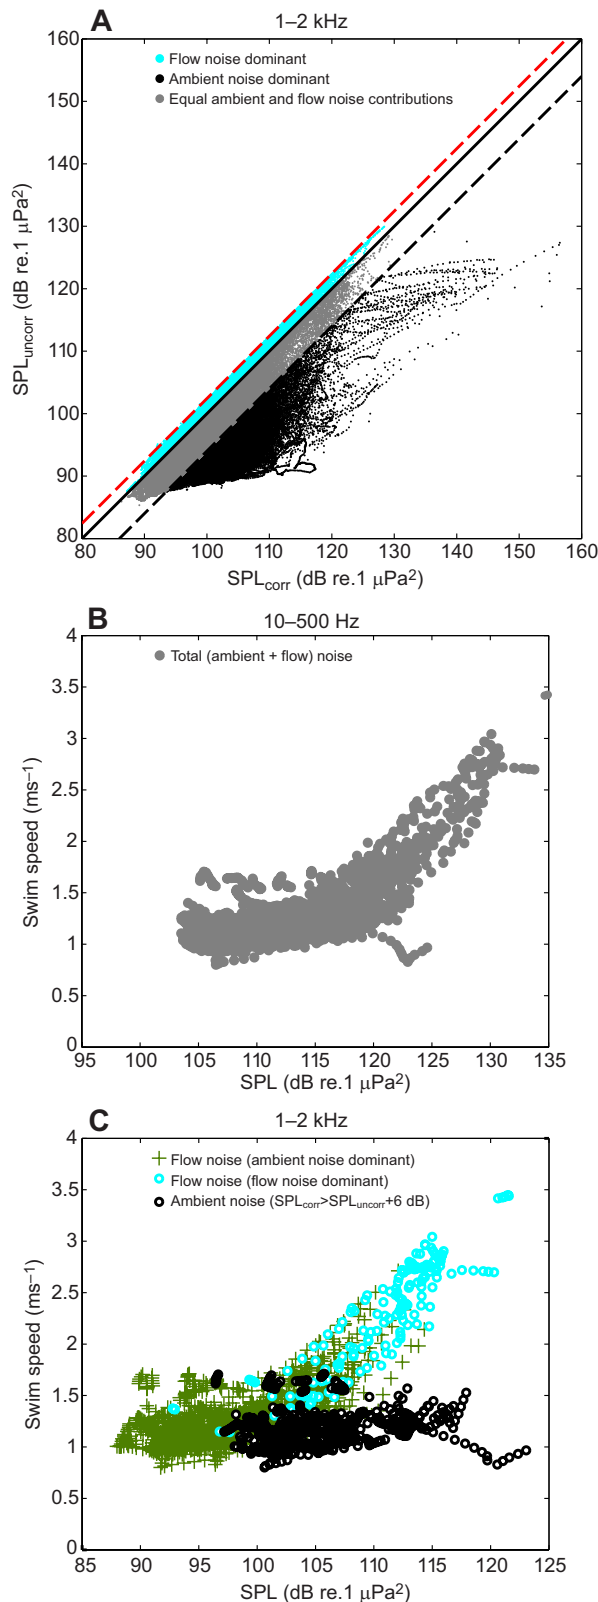 A
1–2 kHz
Flow noise dominant
Ambient noise dominant
Equal ambient and flow noise contributions
160
150
140
130
120
110
100
90
80
SPLuncorr (dB re.1 μPa²)
80 90 100 110 120 130 140 150 160
SPLcorr (dB re.1 μPa²)
B
10–500 Hz
Total (ambient + flow) noise
4
3.5
3
2.5
2
1.5
1
0.5
0
Swim speed (ms⁻¹)
95 100 105 110 115 120 125 130 135
SPL (dB re.1 μPa²)
C
1–2 kHz
Flow noise (ambient noise dominant)
Flow noise (flow noise dominant)
Ambient noise (SPLcorr>SPLuncorr+6 dB)
4
3.5
3
2.5
2
1.5
1
0.5
0
Swim speed (ms⁻¹)
85 90 95 100 105 110 115 120 125
SPL (dB re.1 μPa²)